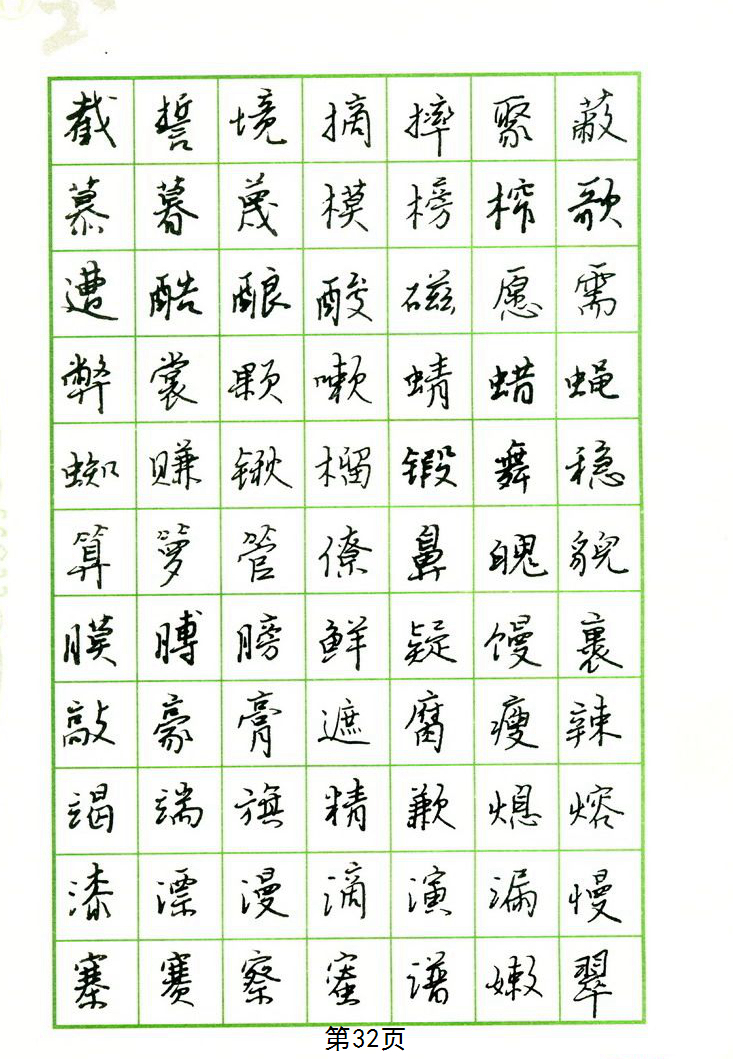 截誓境摘摔聚蔽
慕暮蔑模榜榨歌
遭酷酿酸磁愿需
弊裳颗嗽蜻蜡蝇
蜘赚锹榴锻舞稳
算箩管僚鼻魄貌
膜膊膀鲜疑馒裹
敲豪膏遮腐瘦辣
竭端旗精歉熄熔
漆漂漫滴演漏慢
寨赛察蜜谱嫩翠
第32页